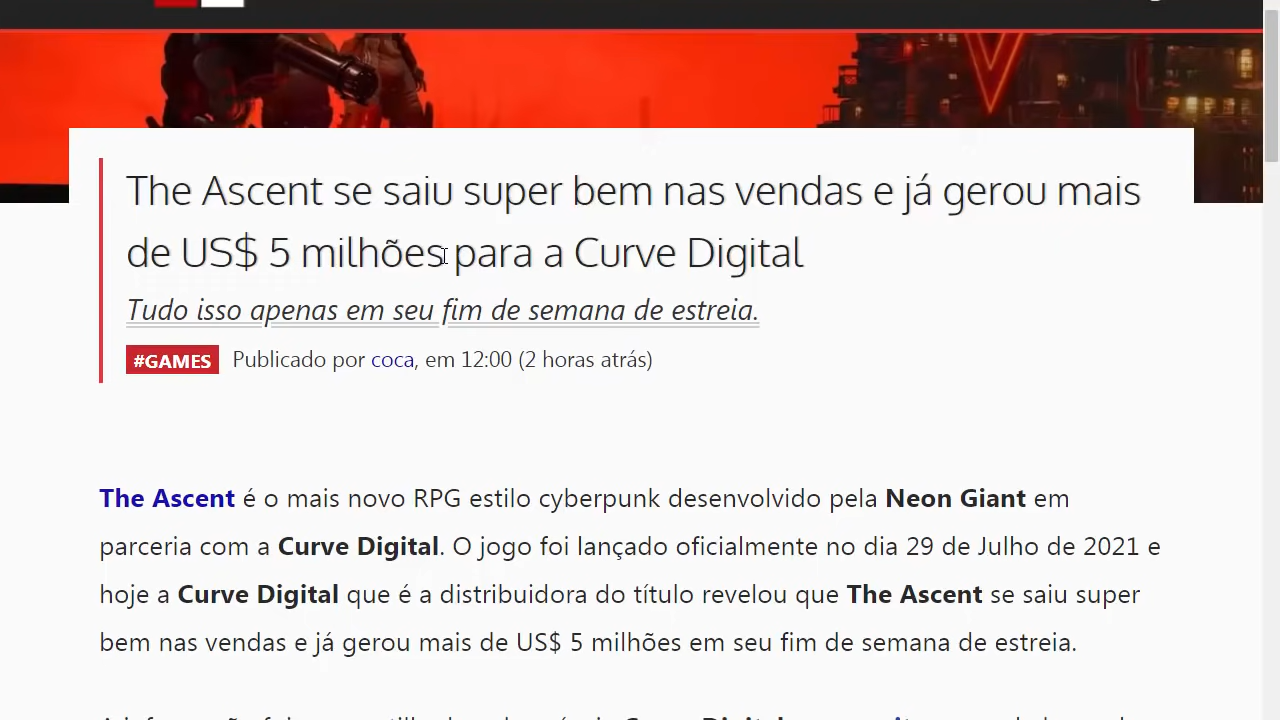 The Ascent se saiu super bem nas vendas e já gerou mais
de US$ 5 milhões para a Curve Digital
Tudo isso apenas em seu fim de semana de estreia.
#GAMES Publicado por coca, em 12:00 (2 horas atrás)
The Ascent é o mais novo RPG estilo cyberpunk desenvolvido pela Neon Giant em
parceria com a Curve Digital. O jogo foi lançado oficialmente no dia 29 de Julho de 2021 e
hoje a Curve Digital que é a distribuidora do título revelou que The Ascent se saiu super
bem nas vendas e já gerou mais de US$ 5 milhões em seu fim de semana de estreia.